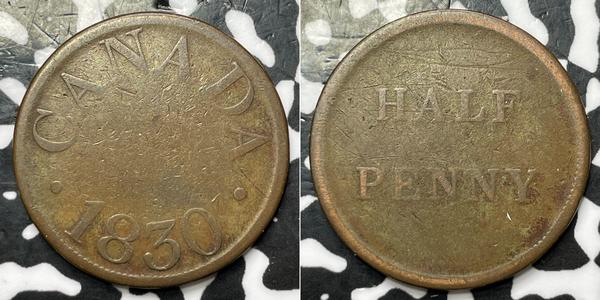 CANADA
· 1830 ·
HALF
PENNY